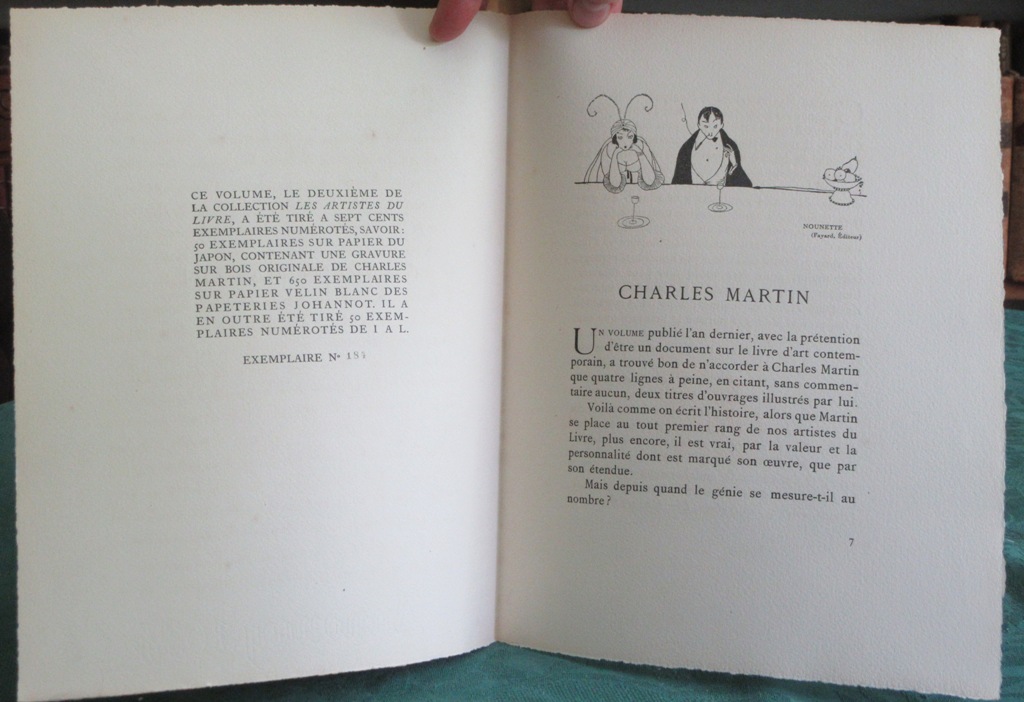 CE VOLUME, LE DEUXIÈME DE
LA COLLECTION LES ARTISTES DU
LIVRE, A ÉTÉ TIRÉ A SEPT CENTS
EXEMPLAIRES NUMÉROTÉS, SAVOIR :
50 EXEMPLAIRES SUR PAPIER DU
JAPON, CONTENANT UNE GRAVURE
SUR BOIS ORIGINALE DE CHARLES
MARTIN, ET 650 EXEMPLAIRES
SUR PAPIER VELIN BLANC DES
PAPETERIES JOHANNOT. IL A
EN OUTRE ÉTÉ TIRÉ 50 EXEM-
PLAIRES NUMÉROTÉS DE I A L.
EXEMPLAIRE Nº
NOUNETTE
(Fayard, Éditeur)
CHARLES MARTIN
UN VOLUME publié l'an dernier, avec la prétention
d'être un document sur le livre d'art contem-
porain, a trouvé bon de n'accorder à Charles Martin
que quatre lignes à peine, en citant, sans commen-
taire aucun, deux titres d'ouvrages illustrés par lui.
Voilà comme on écrit l'histoire, alors que Martin
se place au tout premier rang de nos artistes du
Livre, plus encore, il est vrai, par la valeur et la
personnalité dont est marqué son œuvre, que par
son étendue.
Mais depuis quand le génie se mesure-t-il au
nombre ?
7